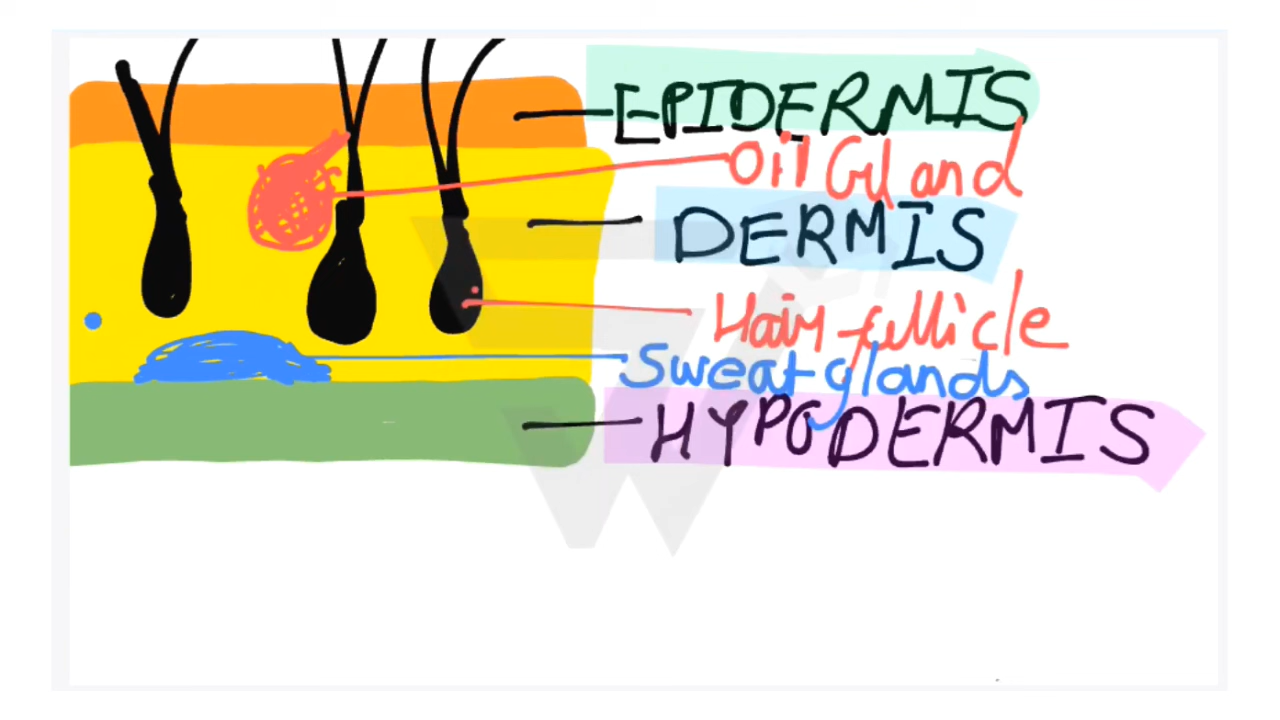 EPIDERMIS
Oil Gland
DERMIS
Hair follicle
Sweat glands
HYPODERMIS